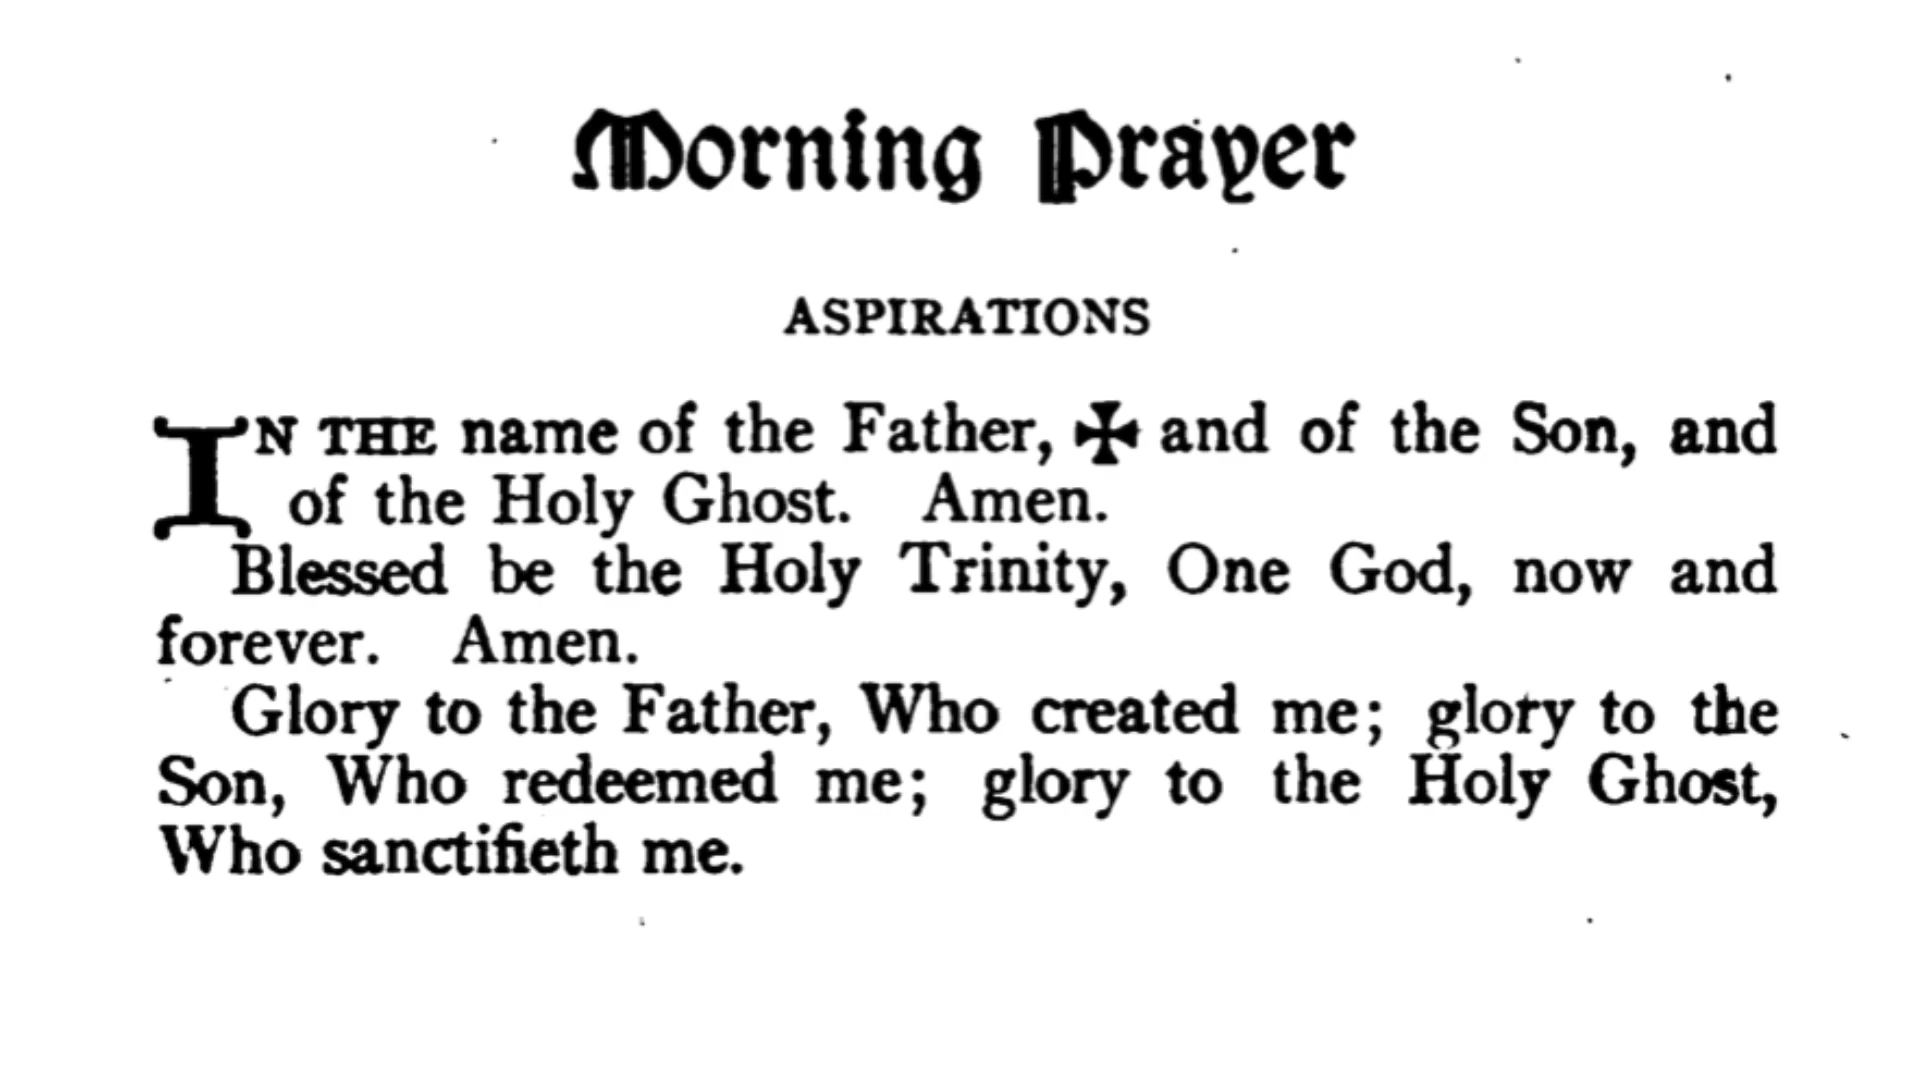 Morning Prayer
ASPIRATIONS
IN THE name of the Father, ✠ and of the Son, and
of the Holy Ghost. Amen.
Blessed be the Holy Trinity, One God, now and
forever. Amen.
Glory to the Father, Who created me; glory to the
Son, Who redeemed me; glory to the Holy Ghost,
Who sanctifieth me.